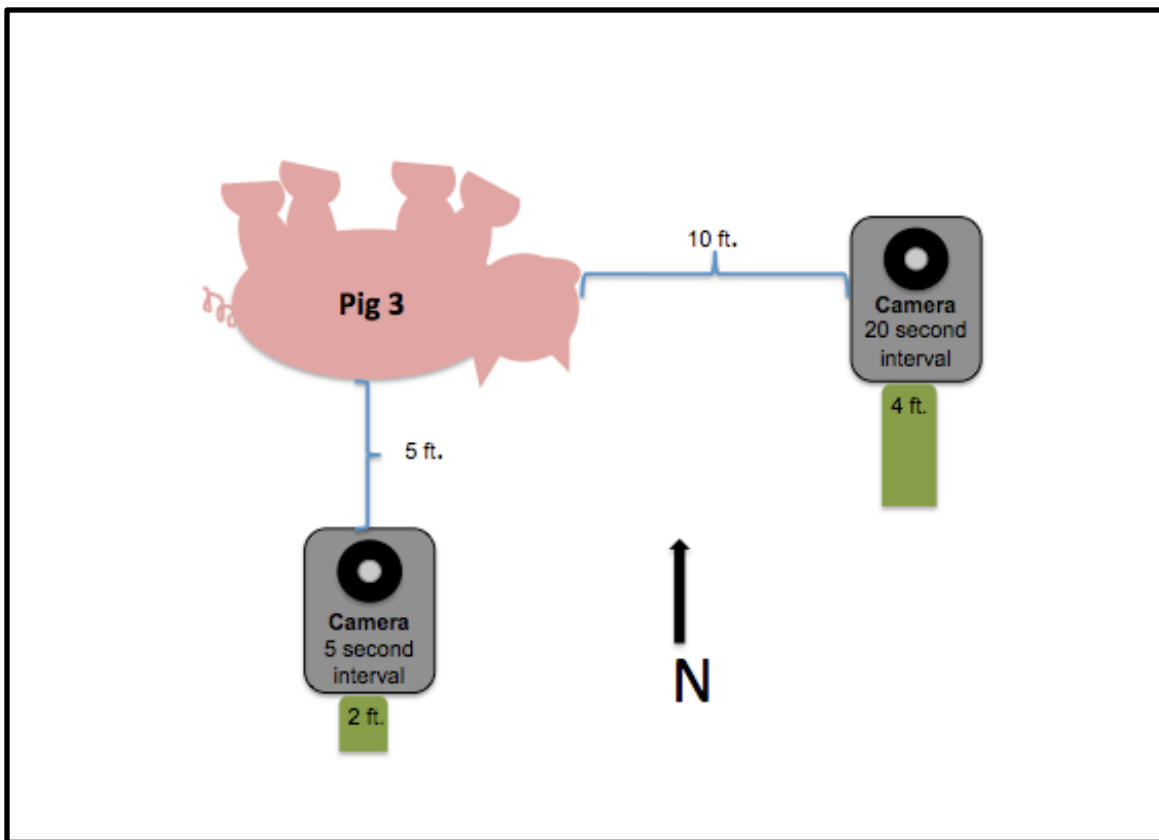 10 ft.
Pig 3
Camera
20 second
interval
4 ft.
5 ft.
Camera
5 second
interval
N
2 ft.